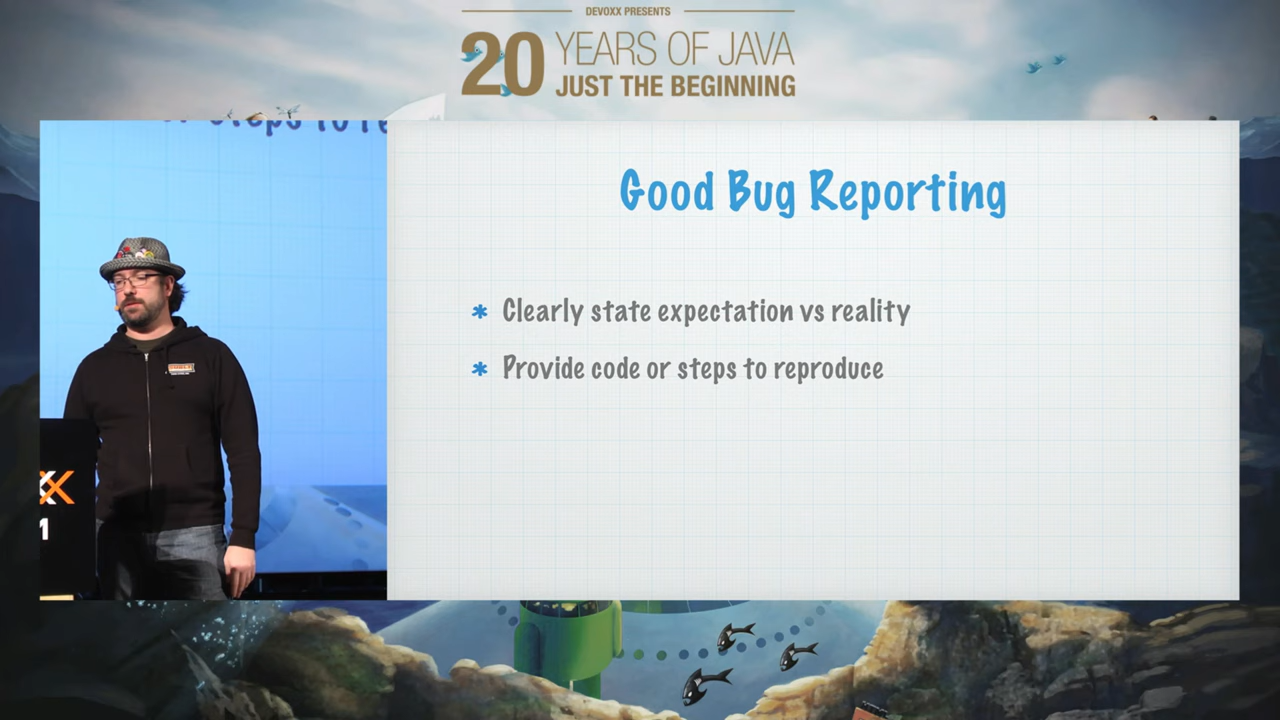 DEVOXX PRESENTS
20 YEARS OF JAVA
JUST THE BEGINNING
Good Bug Reporting
* Clearly state expectation vs reality
* Provide code or steps to reproduce